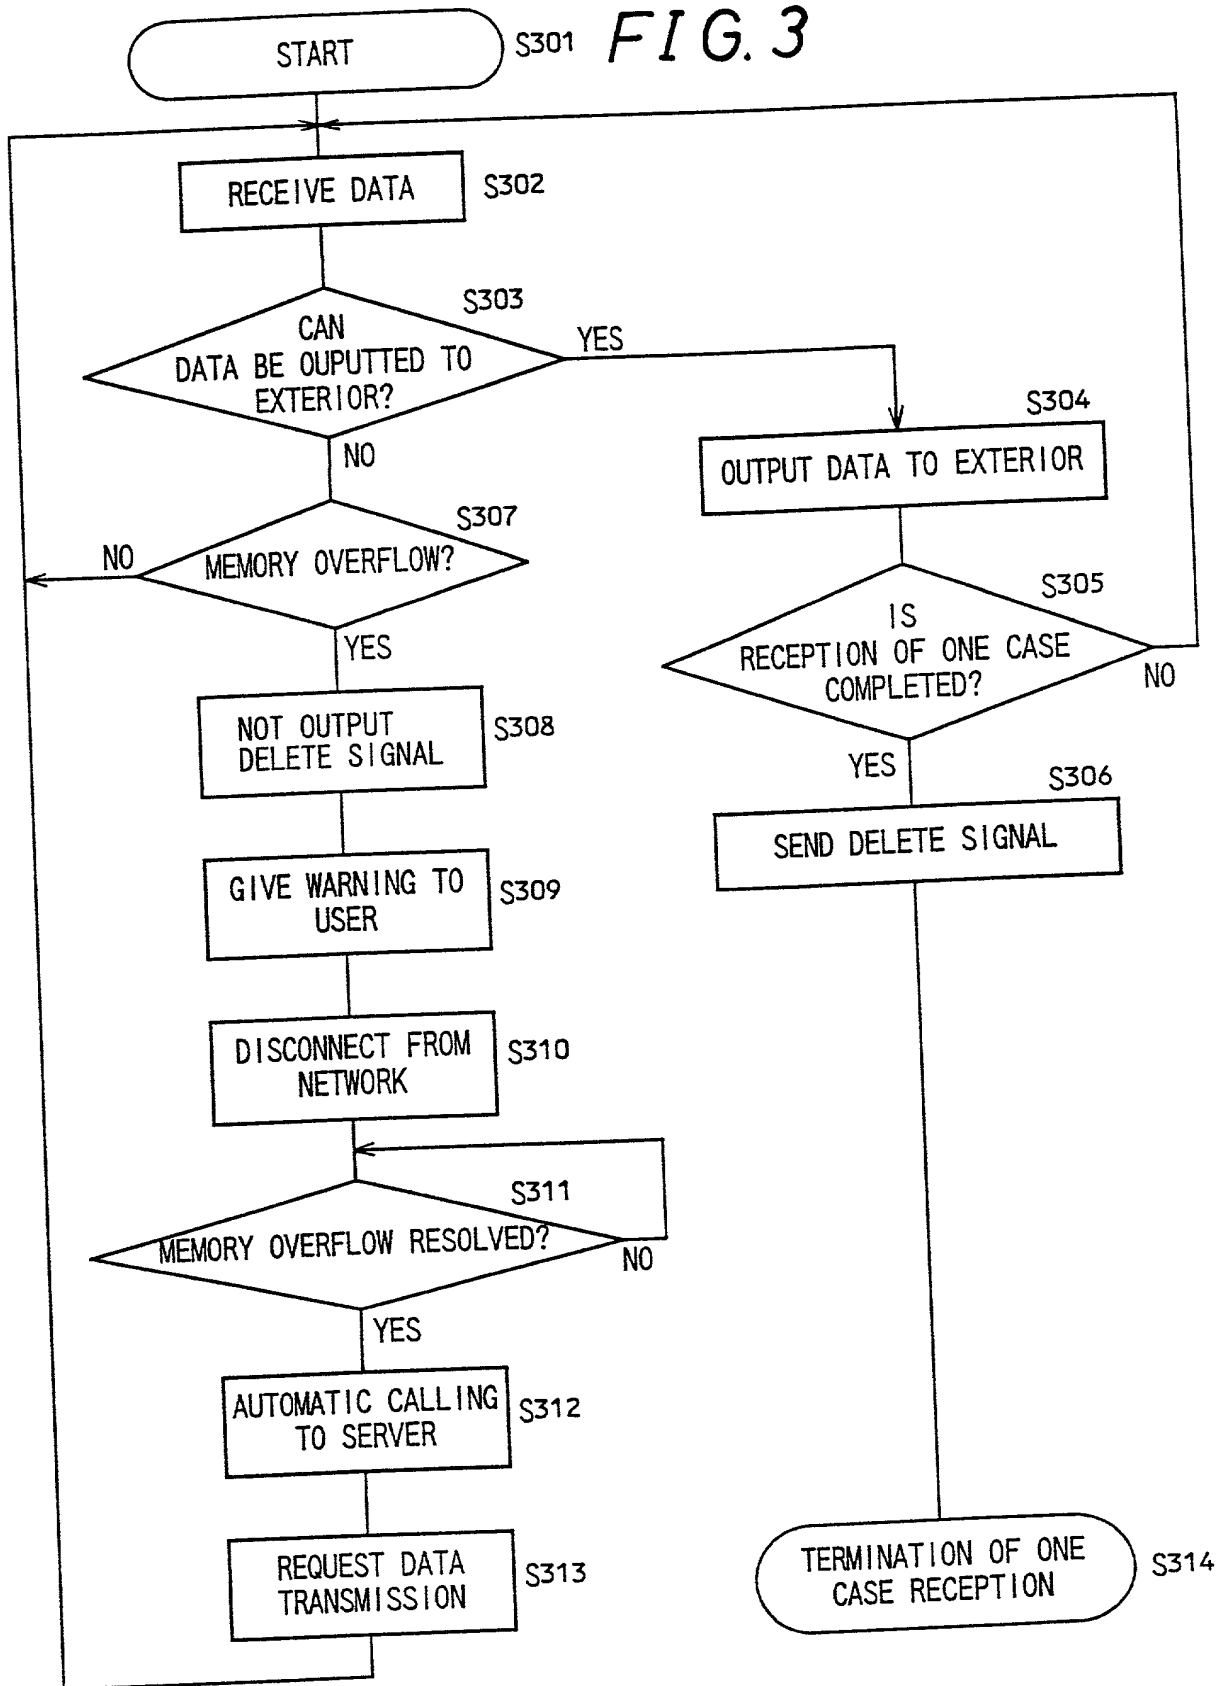 FIG. 3
START
S301
RECEIVE DATA
S302
S303
CAN
DATA BE OUPUTTED TO
EXTERIOR?
YES
NO
S304
OUTPUT DATA TO EXTERIOR
S307
MEMORY OVERFLOW?
NO
YES
S305
IS
RECEPTION OF ONE CASE
COMPLETED?
NO
YES
NOT OUTPUT
DELETE SIGNAL
S308
S306
SEND DELETE SIGNAL
GIVE WARNING TO
USER
S309
DISCONNECT FROM
NETWORK
S310
S311
MEMORY OVERFLOW RESOLVED?
NO
YES
AUTOMATIC CALLING
TO SERVER
S312
REQUEST DATA
TRANSMISSION
S313
TERMINATION OF ONE
CASE RECEPTION
S314